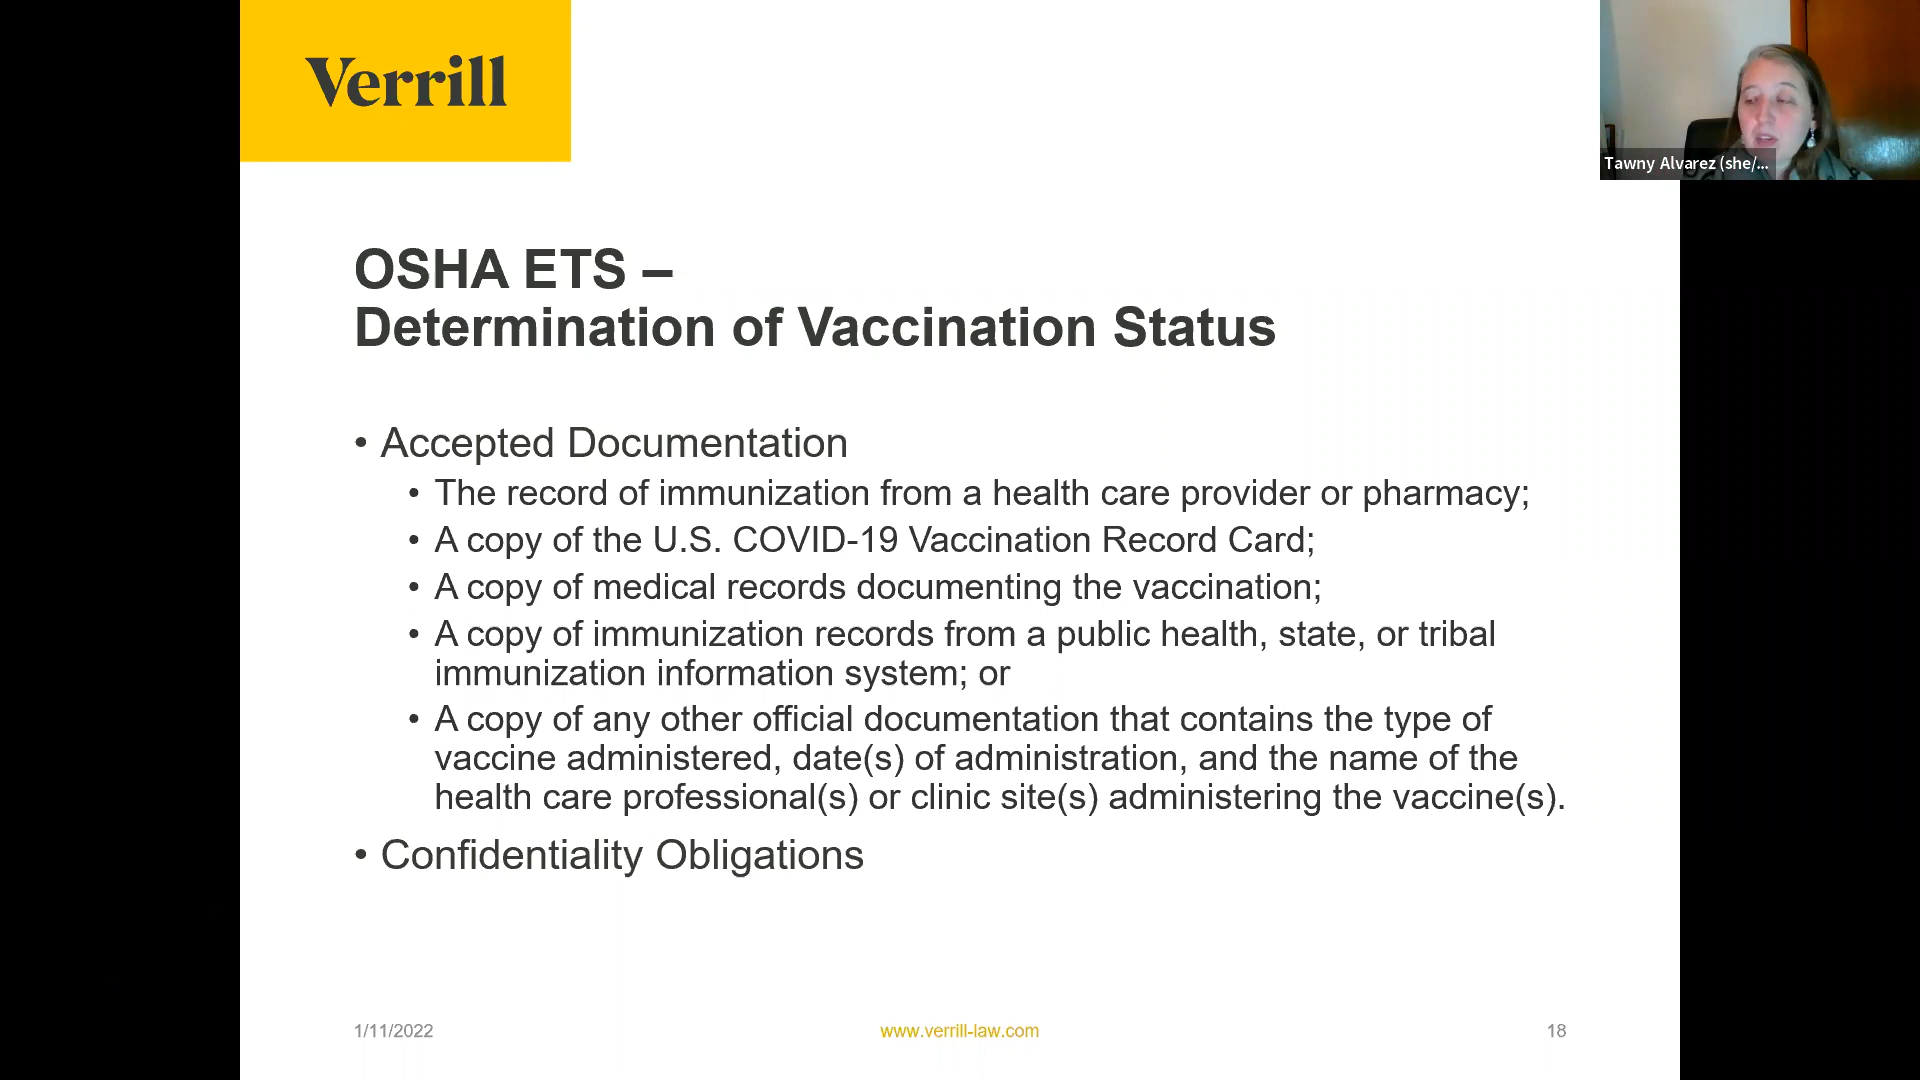 Verrill
Tawny Alvarez (she/...
OSHA ETS –
Determination of Vaccination Status
• Accepted Documentation
• The record of immunization from a health care provider or pharmacy;
• A copy of the U.S. COVID-19 Vaccination Record Card;
• A copy of medical records documenting the vaccination;
• A copy of immunization records from a public health, state, or tribal
immunization information system; or
• A copy of any other official documentation that contains the type of
vaccine administered, date(s) of administration, and the name of the
health care professional(s) or clinic site(s) administering the vaccine(s).
• Confidentiality Obligations
1/11/2022
www.verrill-law.com
18